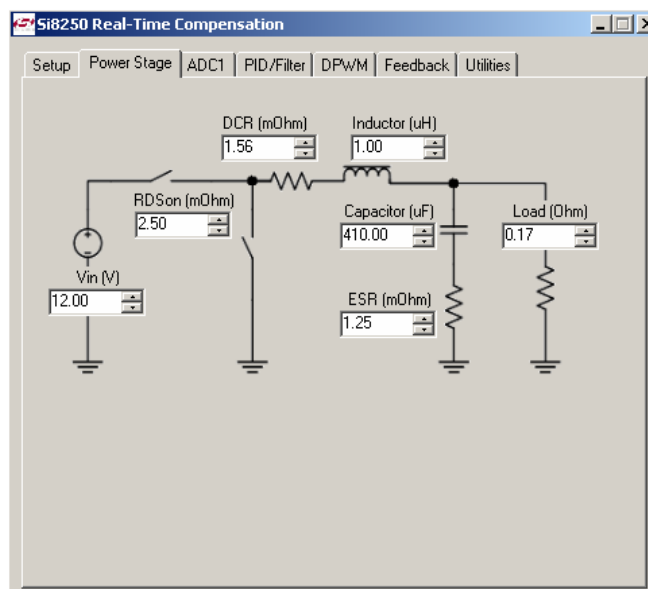 Si8250 Real-Time Compensation
Setup Power Stage ADC1 PID/Filter DPWM Feedback Utilities
DCR (mOhm)
1.56
Inductor (uH)
1.00
RDSon (mOhm)
2.50
Capacitor (uF)
410.00
Load (Ohm)
0.17
Vin (V)
12.00
ESR (mOhm)
1.25